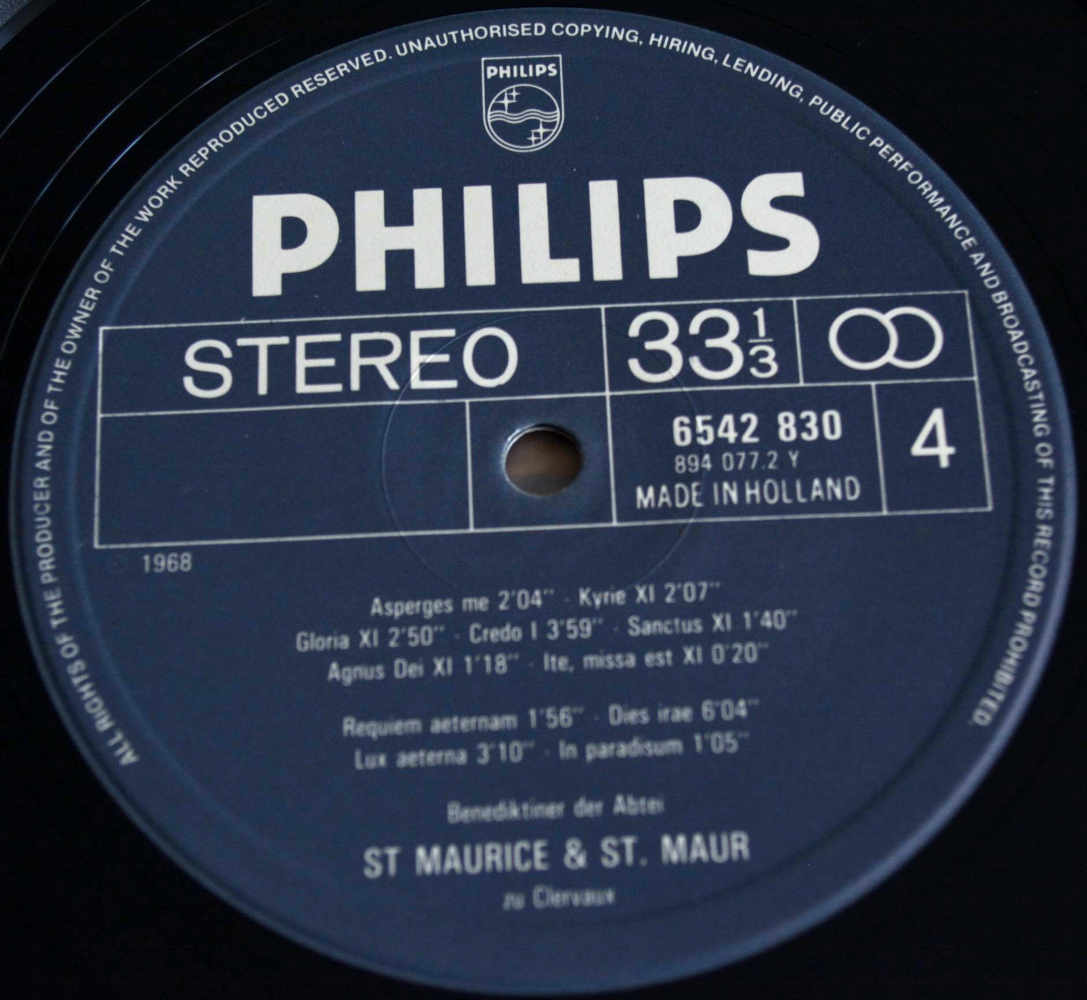 ALL RIGHTS OF THE PRODUCER AND OF THE OWNER OF THE WORK REPRODUCED RESERVED. UNAUTHORISED COPYING, HIRING, LENDING, PUBLIC PERFORMANCE AND BROADCASTING OF THIS RECORD PROHIBITED.
PHILIPS
PHILIPS
STEREO 33 1/3
6542 830 4
894 077.2 Y
MADE IN HOLLAND
1968
Asperges me 2'04" · Kyrie XI 2'07"
Gloria XI 2'50" · Credo I 3'59" · Sanctus XI 1'40"
Agnus Dei XI 1'18" · Ite, missa est XI 0'20"
Requiem aeternam 1'56" · Dies irae 6'04"
Lux aeterna 3'10" · In paradisum 1'05"
Benediktiner der Abtei
ST MAURICE & ST. MAUR
zu Clervaux